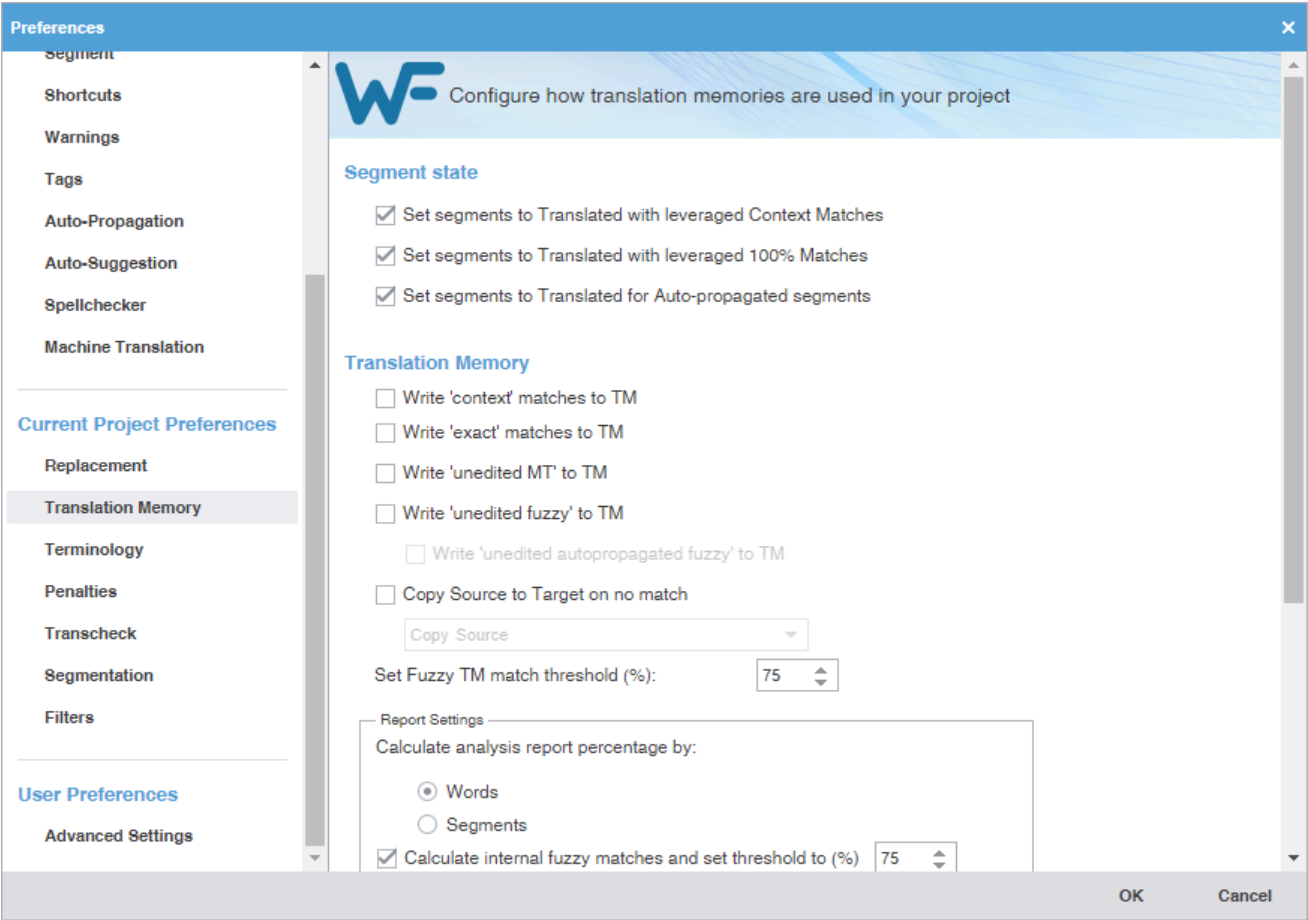 Preferences
Segment
Shortcuts
Warnings
Tags
Auto-Propagation
Auto-Suggestion
Spellchecker
Machine Translation
Current Project Preferences
Replacement
Translation Memory
Terminology
Penalties
Transcheck
Segmentation
Filters
User Preferences
Advanced Settings
WF
Configure how translation memories are used in your project
Segment state
Set segments to Translated with leveraged Context Matches
Set segments to Translated with leveraged 100% Matches
Set segments to Translated for Auto-propagated segments
Translation Memory
Write 'context' matches to TM
Write 'exact' matches to TM
Write 'unedited MT' to TM
Write 'unedited fuzzy' to TM
Write 'unedited autopropagated fuzzy' to TM
Copy Source to Target on no match
Copy Source
Set Fuzzy TM match threshold (%): 75
Report Settings
Calculate analysis report percentage by:
Words
Segments
Calculate internal fuzzy matches and set threshold to (%) 75
OK Cancel